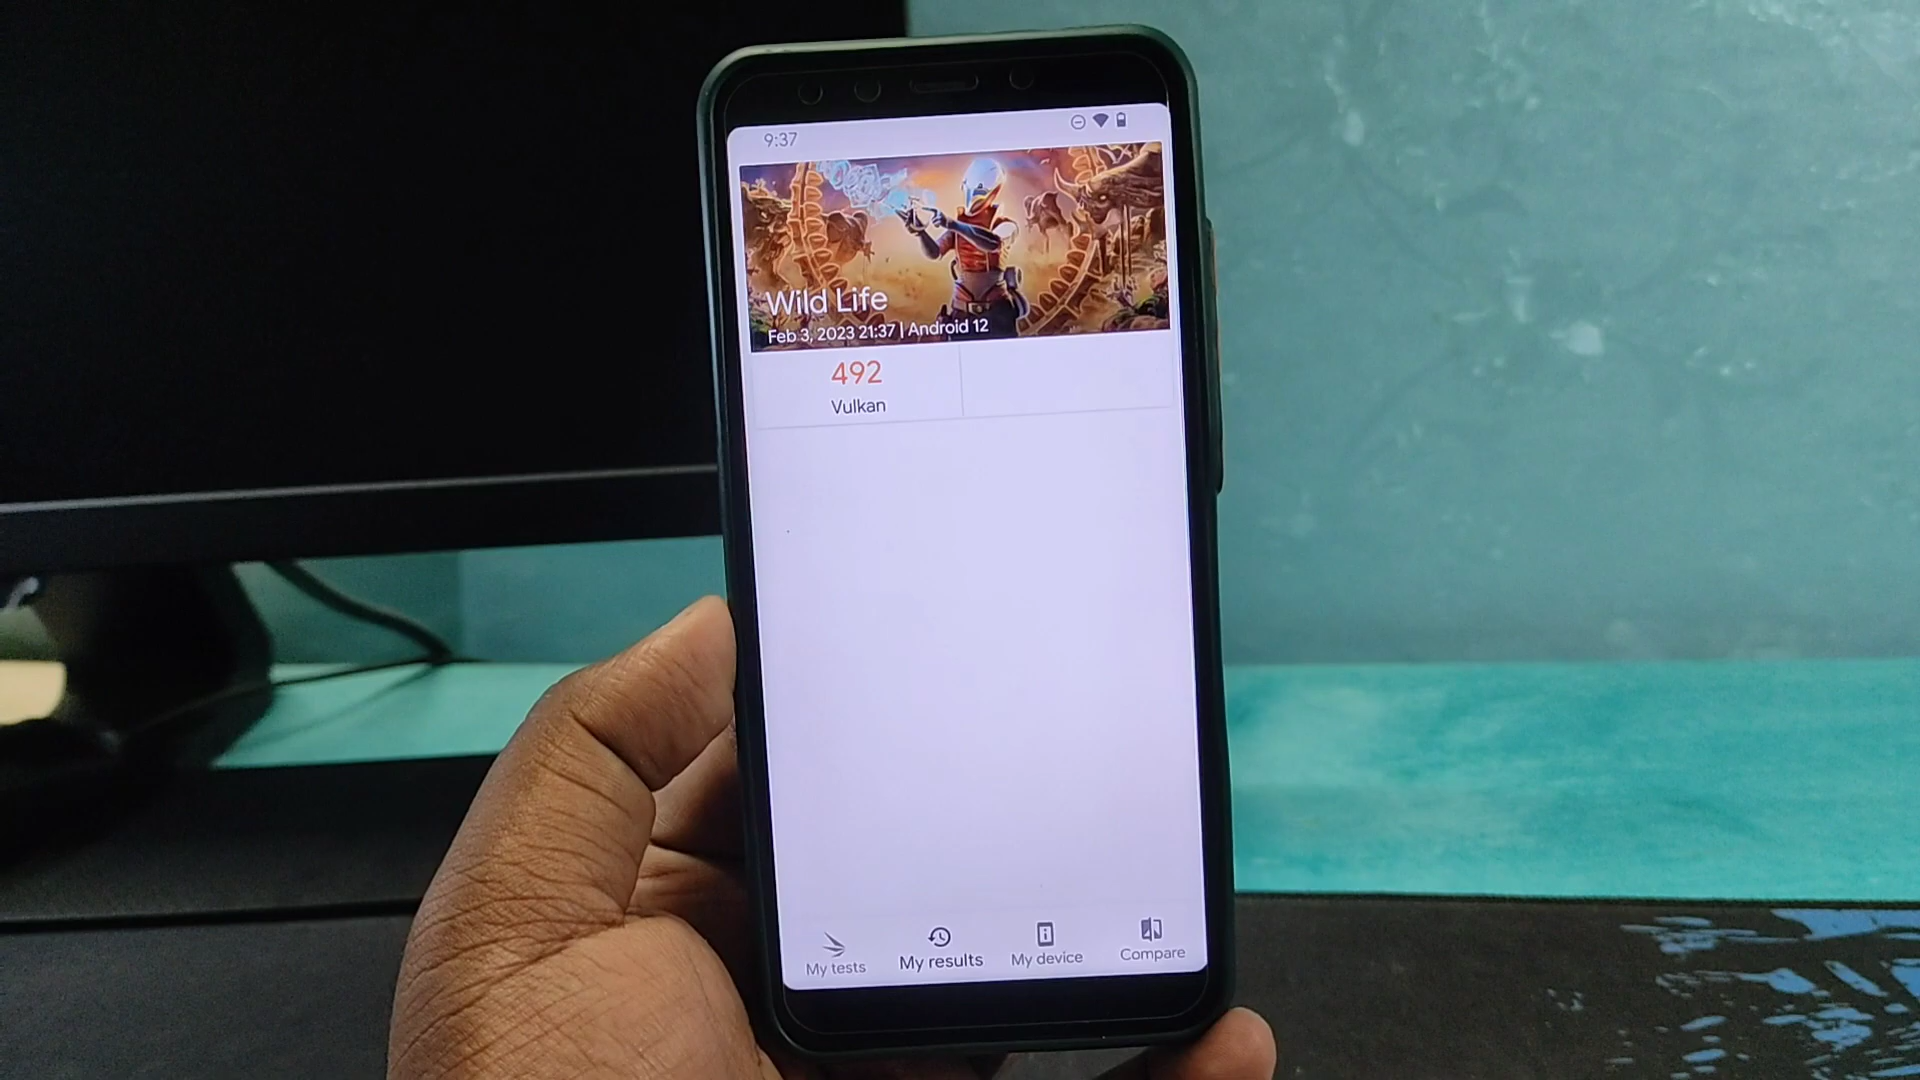 9:37
Wild Life
Feb 3, 2023 21:37 | Android 12
492
Vulkan
My tests
My results
My device
Compare